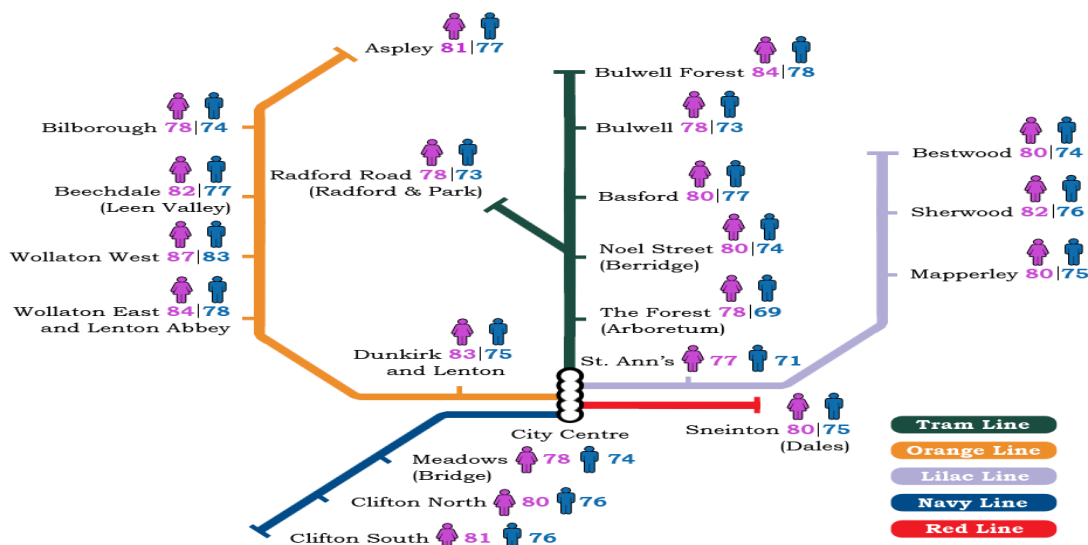 Aspley 81|77
Bilborough 78|74
Beechdale 82|77
(Leen Valley)
Wollaton West 87|83
Wollaton East 84|78
and Lenton Abbey
Radford Road 78|73
(Radford & Park)
Dunkirk 83|75
and Lenton
Bulwell Forest 84|78
Bulwell 78|73
Basford 80|77
Noel Street 80|74
(Berridge)
The Forest 78|69
(Arboretum)
St. Ann's 77 71
Bestwood 80|74
Sherwood 82|76
Mapperley 80|75
Sneinton 80|75
(Dales)
City Centre
Meadows 78 74
(Bridge)
Clifton North 80 76
Clifton South 81 76
Tram Line
Orange Line
Lilac Line
Navy Line
Red Line